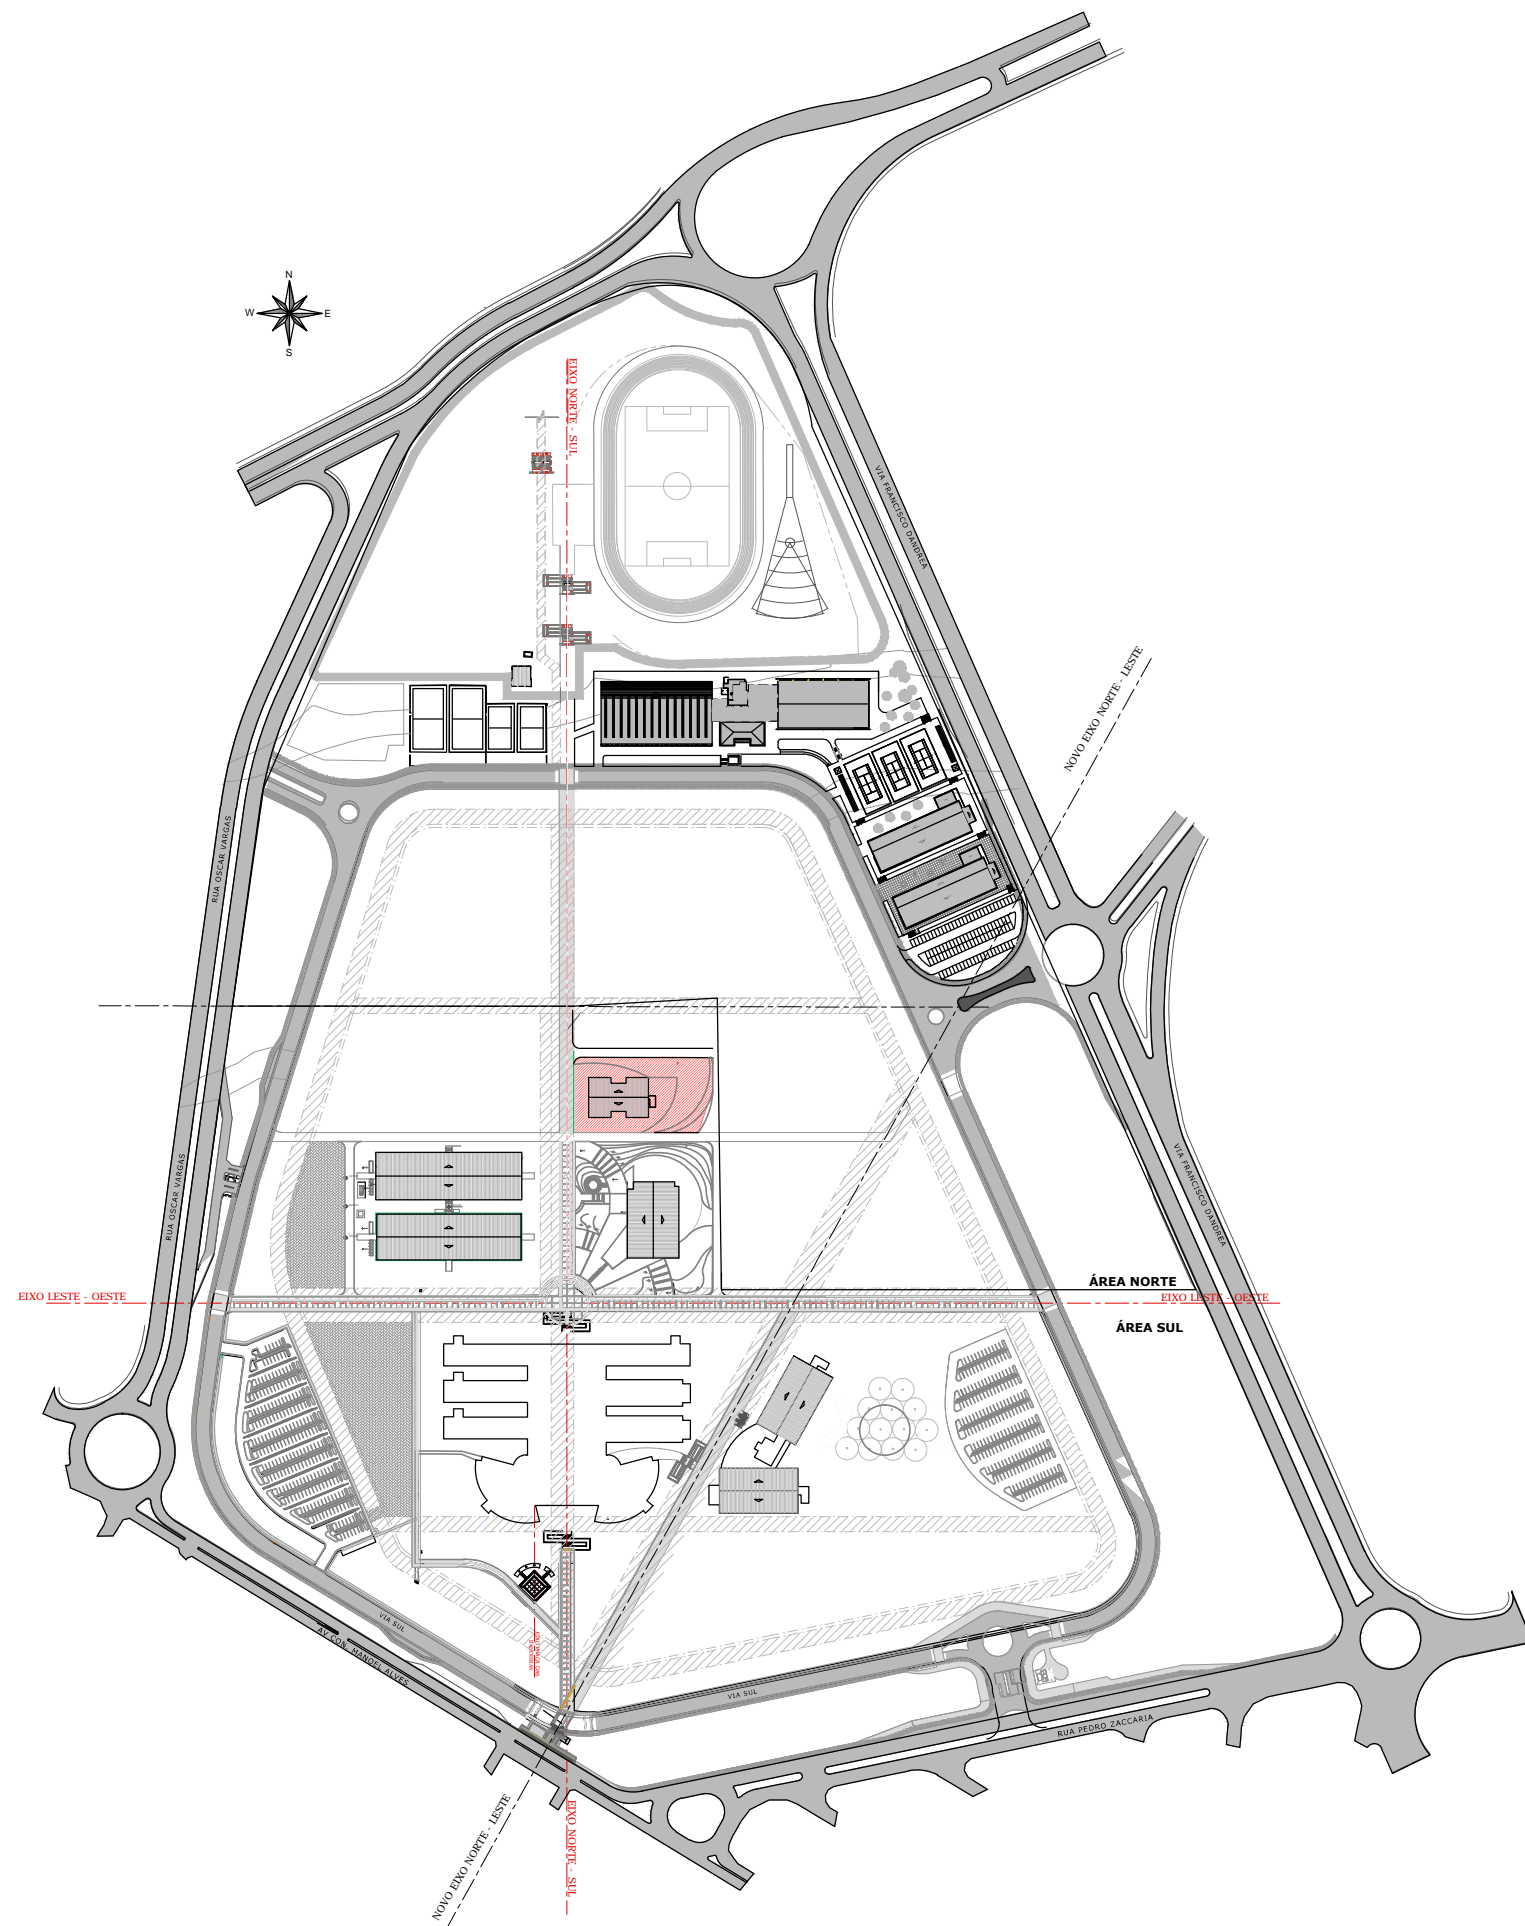 N
W
E
S
EIXO NORTE - SUL
VIA FRANCISCO DANDREA
NOVO EIXO NORTE - LESTE
RUA OSCAR VARGAS
RUA OSCAR VARGAS
VIA FRANCISCO DANDREA
ÁREA NORTE
EIXO LESTE - OESTE
EIXO LESTE - OESTE
ÁREA SUL
VIA SUL
AV CON. MANOEL ALVES
VIA SUL
RUA PEDRO ZACCARIA
NOVO EIXO NORTE - LESTE
EIXO NORTE - SUL